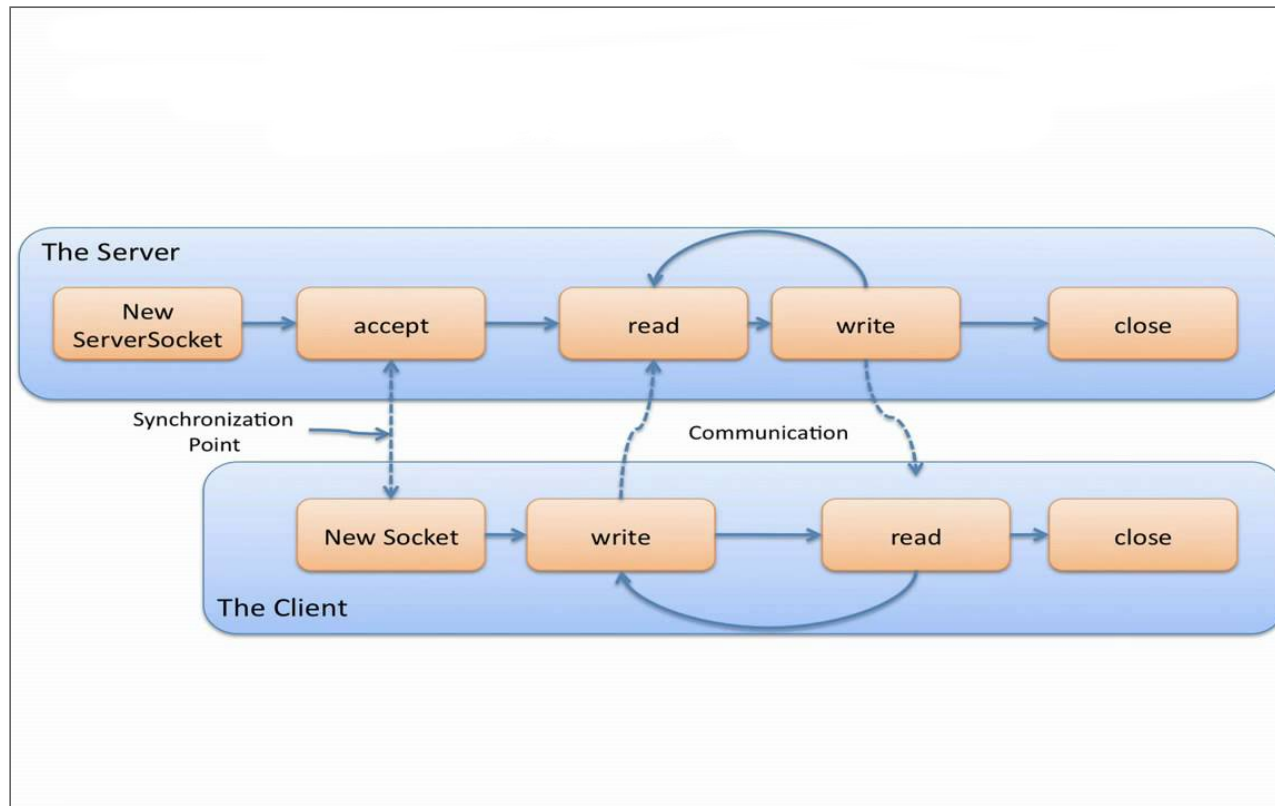 The Server
New
ServerSocket
accept
read
write
close
Synchronization
Point
Communication
New Socket
write
read
close
The Client